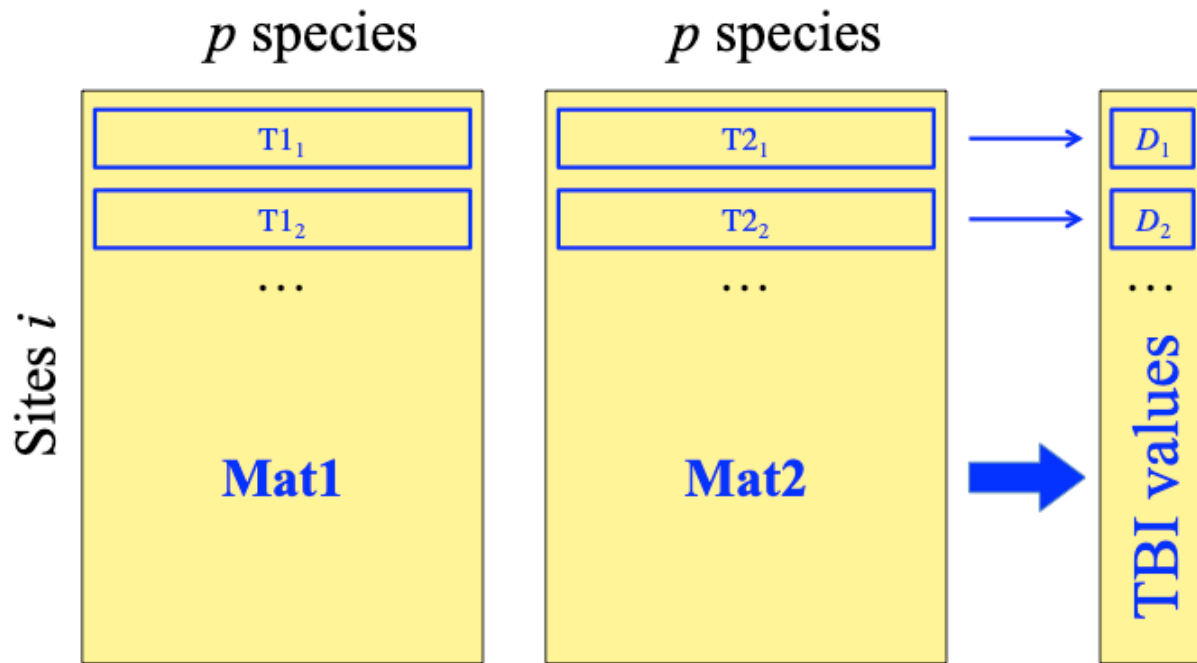 p species
p species
T1₁
T2₁
D₁
T1₂
T2₂
D₂
...
...
...
Sites i
Mat1
Mat2
TBI values